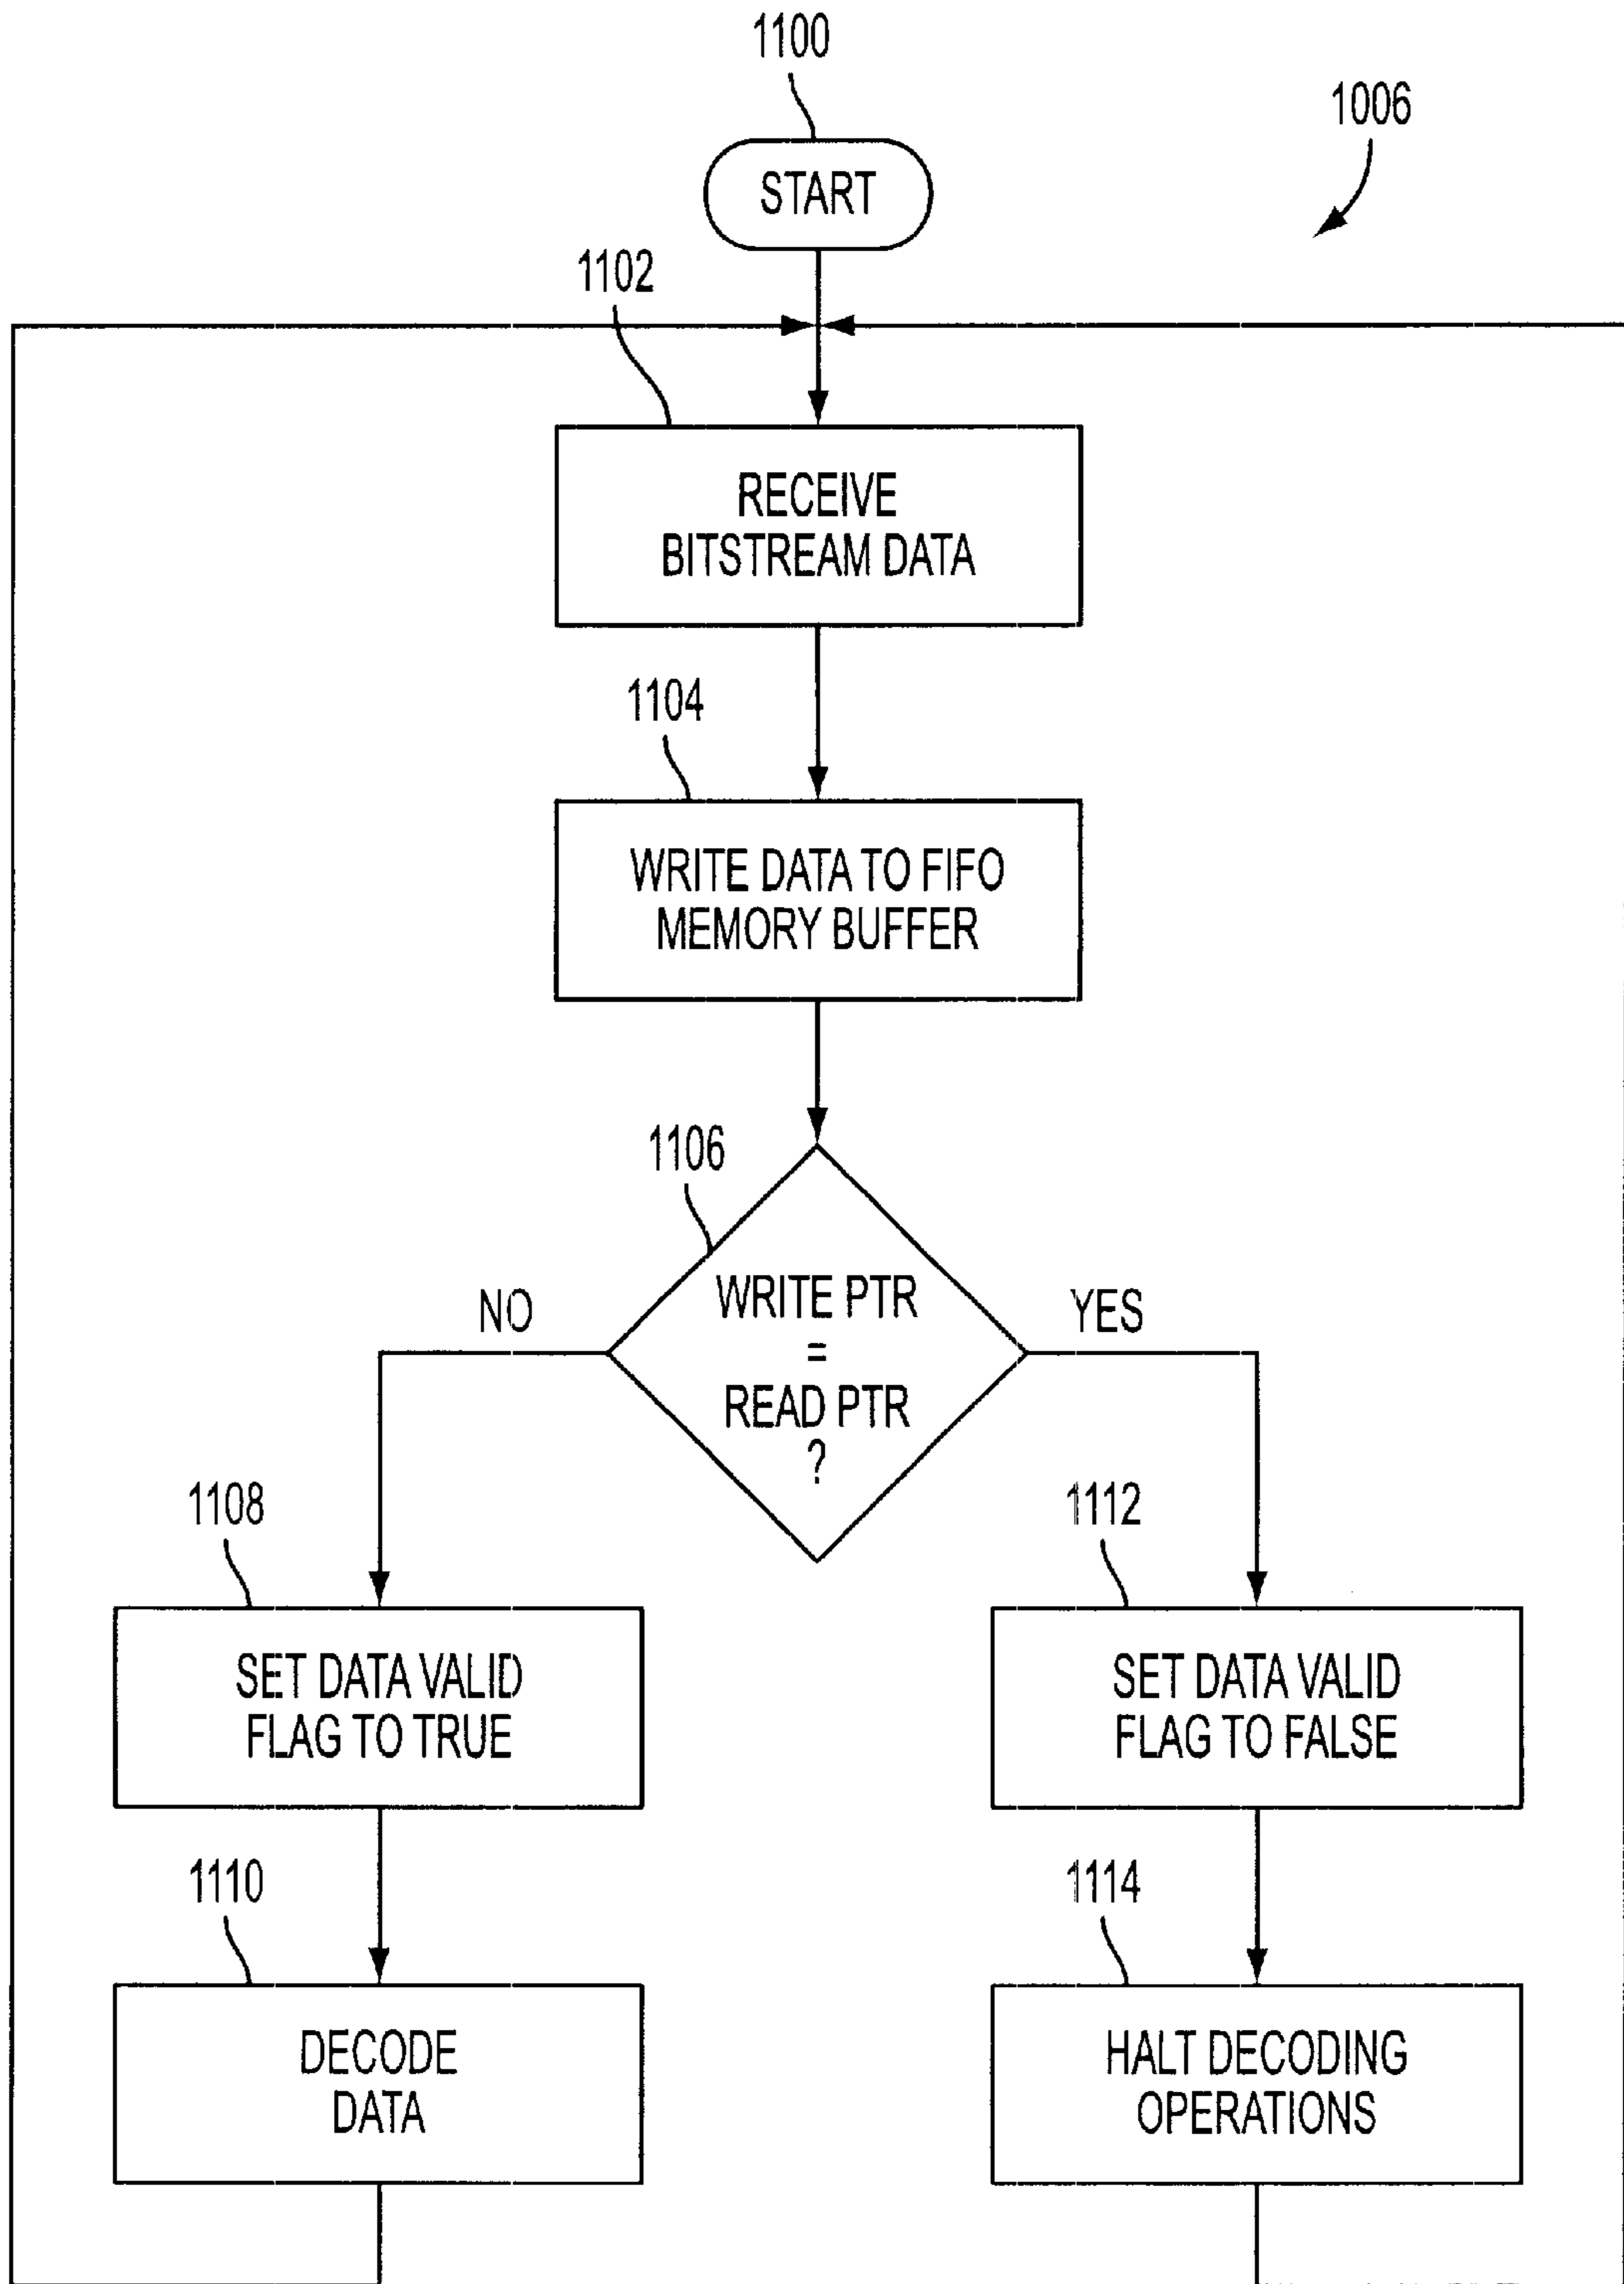 1100
1006
START
1102
RECEIVE
BITSTREAM DATA
1104
WRITE DATA TO FIFO
MEMORY BUFFER
1106
WRITE PTR
=
READ PTR
?
NO
YES
1108
1112
SET DATA VALID
FLAG TO TRUE
SET DATA VALID
FLAG TO FALSE
1110
1114
DECODE
DATA
HALT DECODING
OPERATIONS